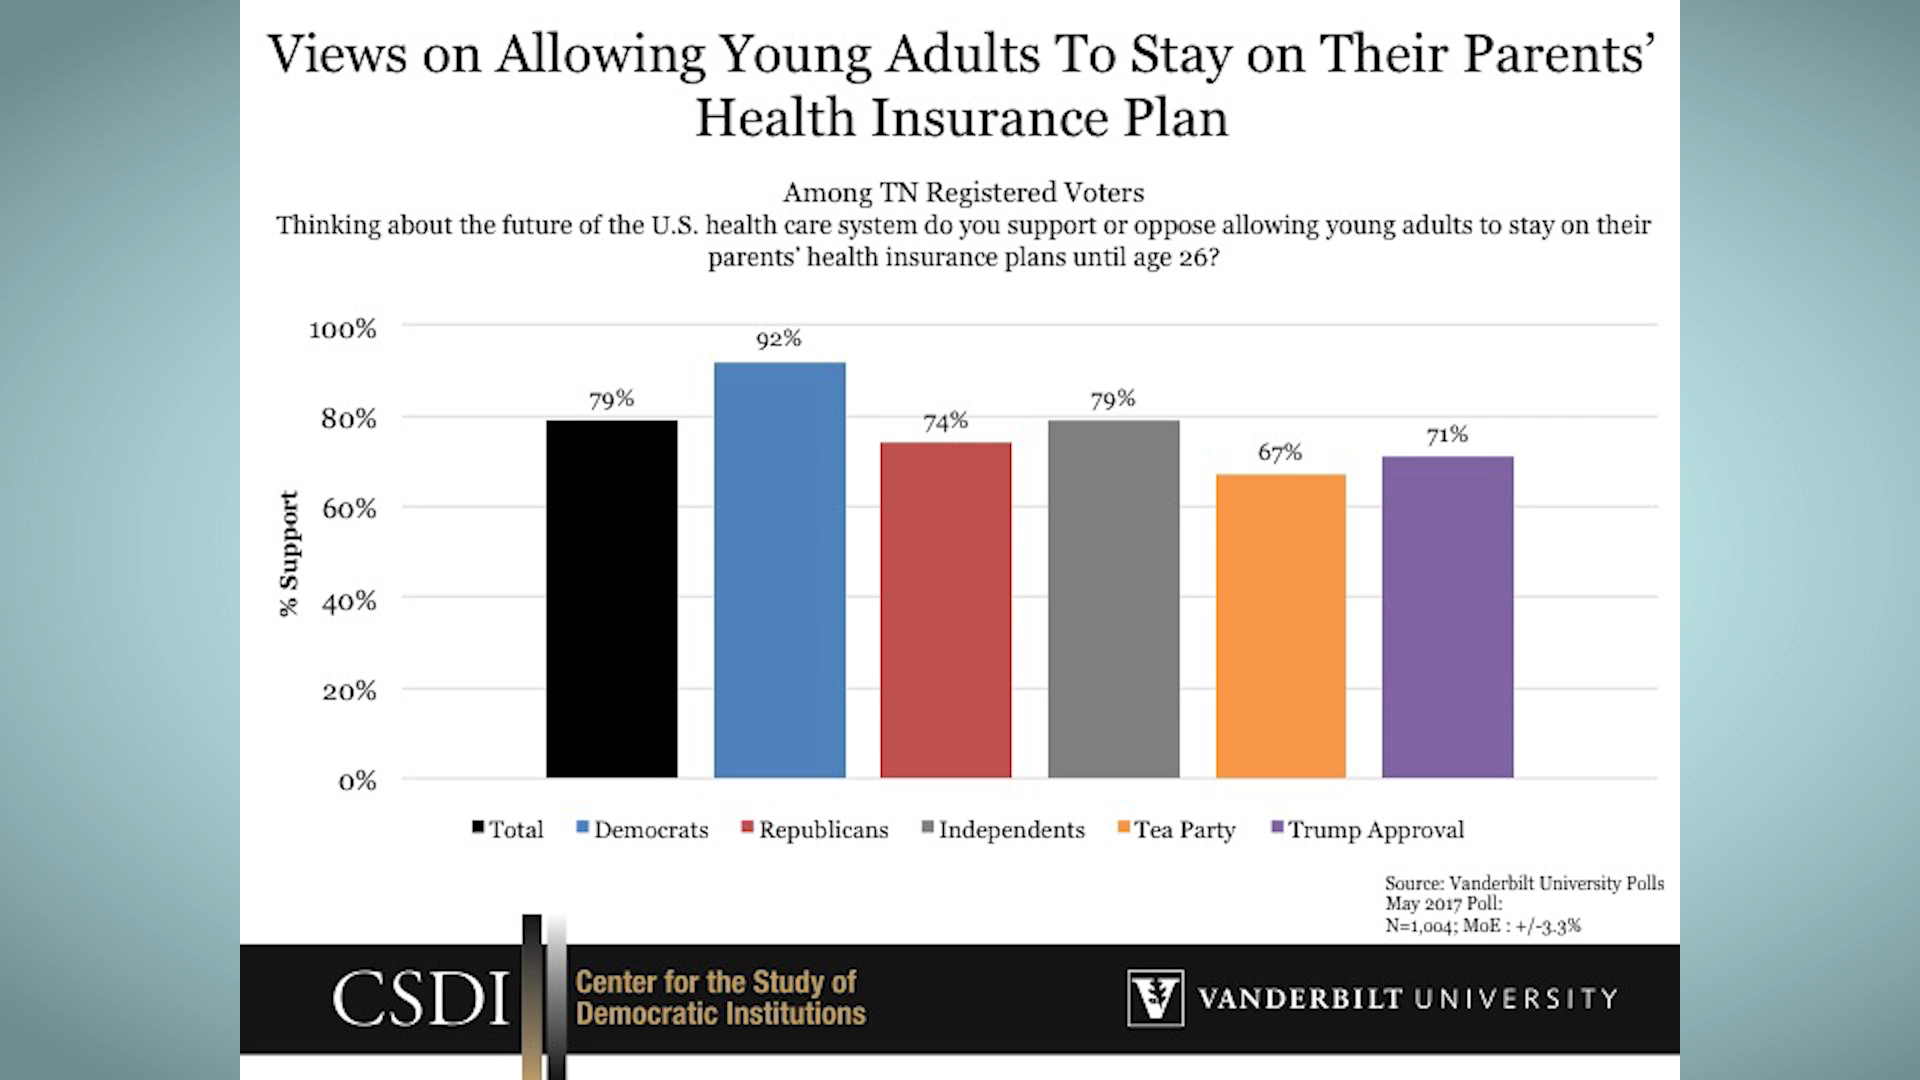 Views on Allowing Young Adults To Stay on Their Parents’
Health Insurance Plan
Among TN Registered Voters
Thinking about the future of the U.S. health care system do you support or oppose allowing young adults to stay on their
parents’ health insurance plans until age 26?
% Support
100%
80%
60%
40%
20%
0%
79%
92%
74%
79%
67%
71%
Total Democrats Republicans Independents Tea Party Trump Approval
Source: Vanderbilt University Polls
May 2017 Poll:
N=1,004; MoE : +/-3.3%
CSDI
Center for the Study of
Democratic Institutions
V
VANDERBILT UNIVERSITY